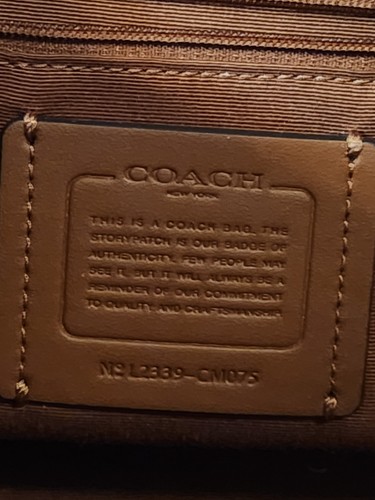 COACH
NEW YORK
THIS IS A COACH BAG. THE
STORYPATCH IS OUR BADGE OF
AUTHENTICITY. FEW PEOPLE MAY
SEE IT, BUT IT WILL ALWAYS BE A
REMINDER OF OUR COMMITMENT
TO QUALITY AND CRAFTSMANSHIP.
Nº L2339-CM075